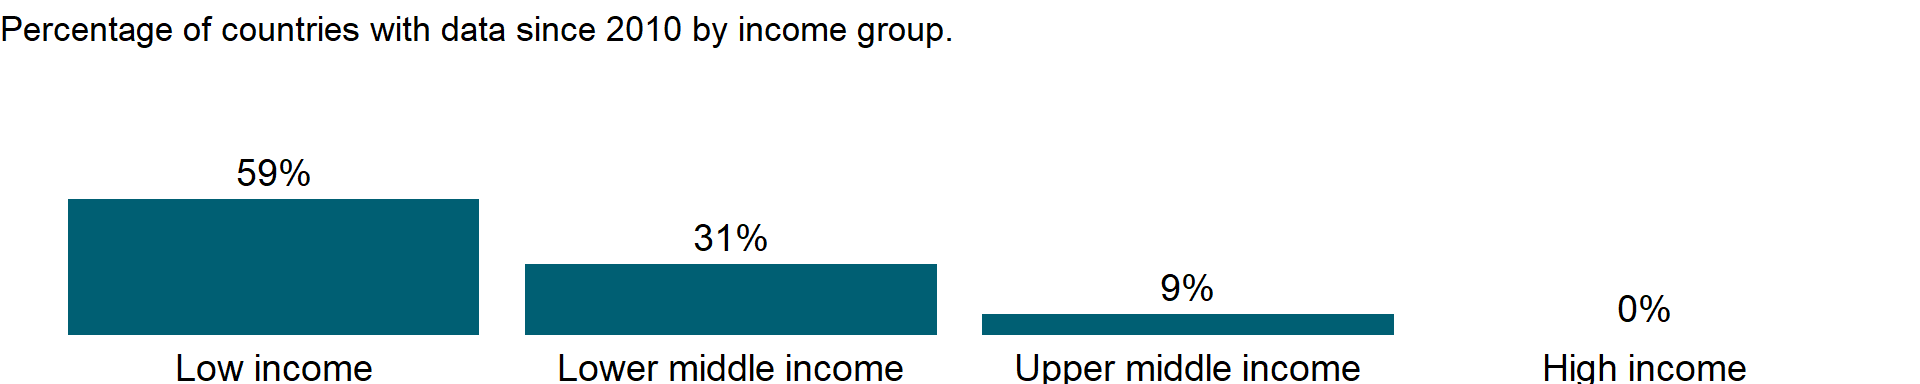 Percentage of countries with data since 2010 by income group.
59%
31%
9%
0%
Low income
Lower middle income
Upper middle income
High income